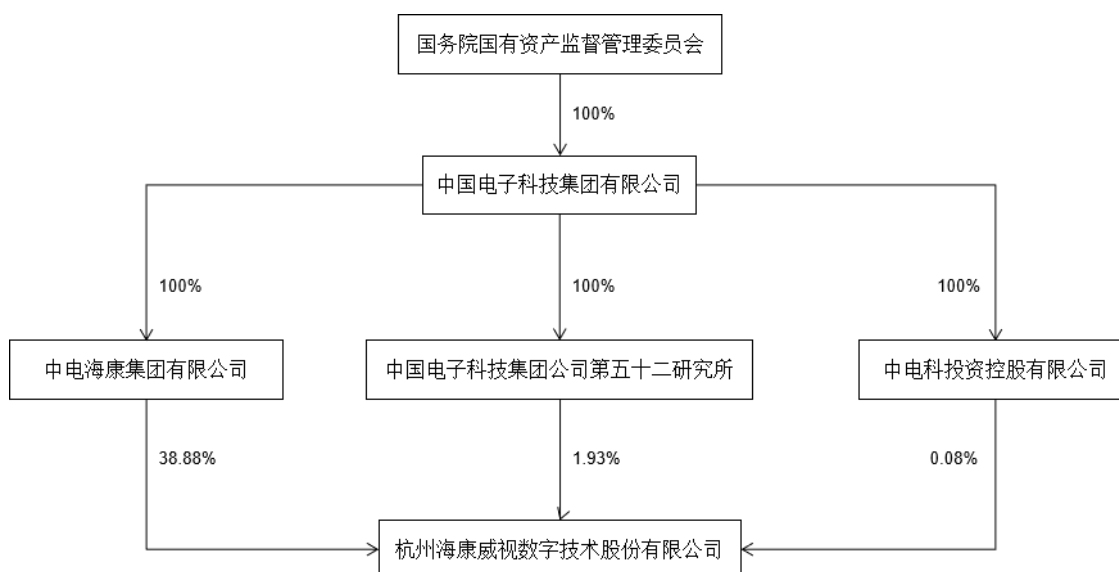 国务院国有资产监督管理委员会
100%
中国电子科技集团有限公司
100%
100%
100%
中电海康集团有限公司
中国电子科技集团公司第五十二研究所
中电科投资控股有限公司
38.88%
1.93%
0.08%
杭州海康威视数字技术股份有限公司